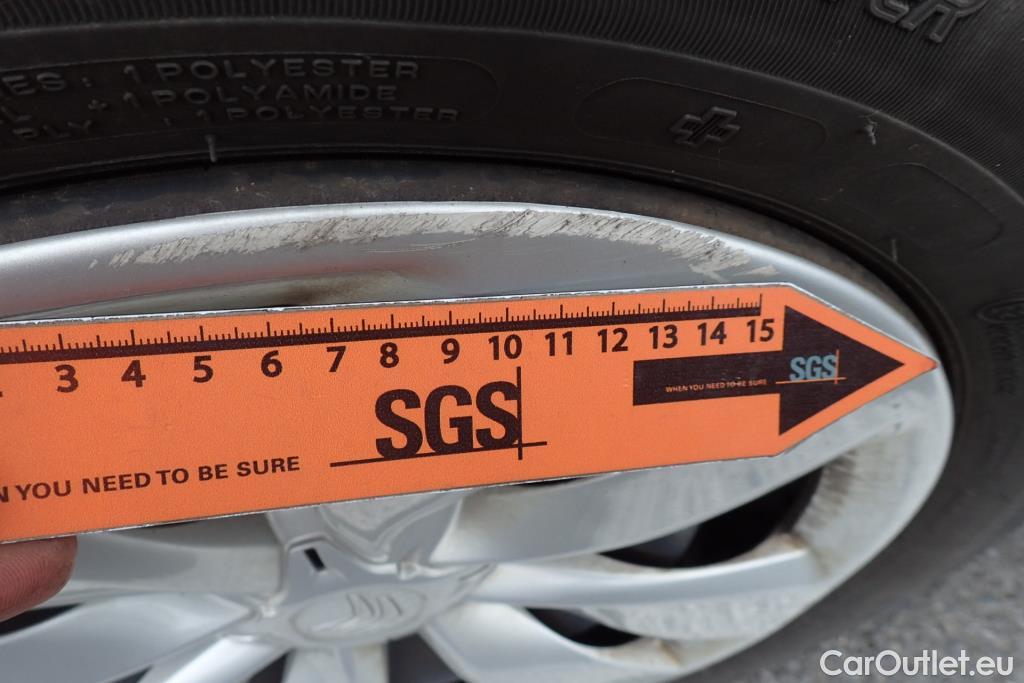 1 POLYESTER
+ 1 POLYAMIDE
PLY + 1 POLYESTER
3 4 5 6 7 8 9 10 11 12 13 14 15
SGS
WHEN YOU NEED TO BE SURE
SGS
YOU NEED TO BE SURE
CarOutlet.eu